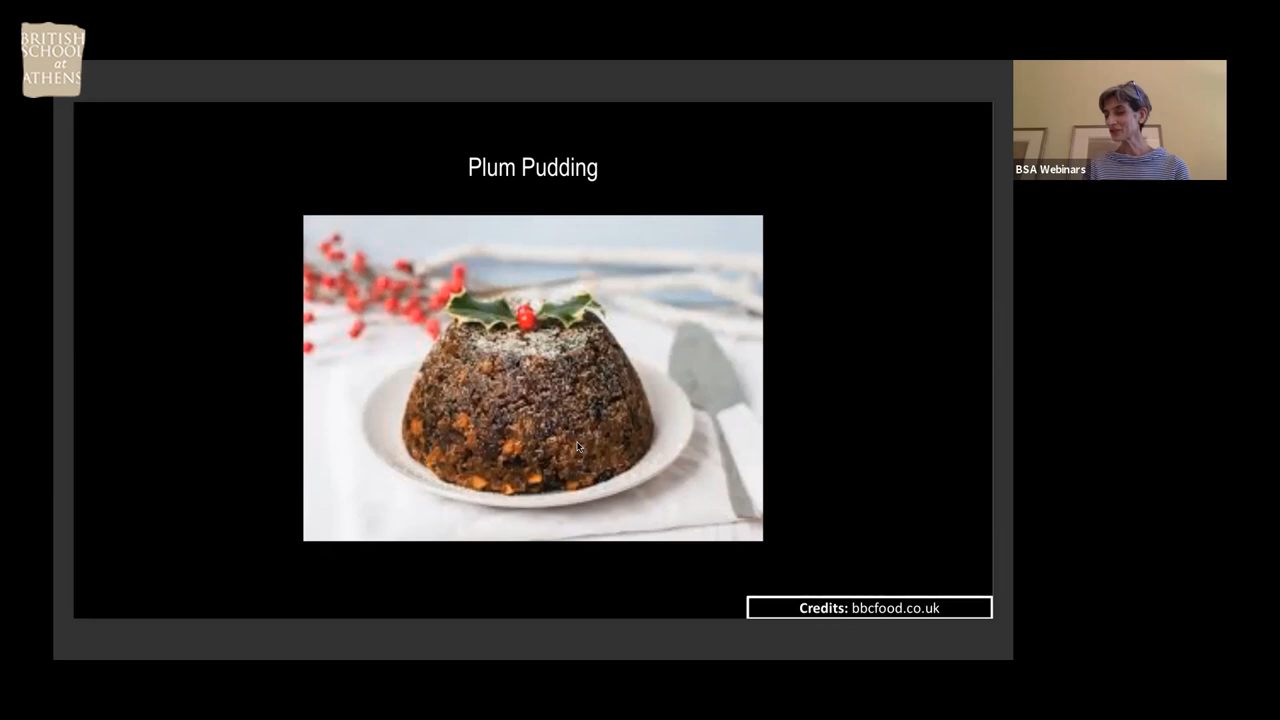 BRITISH
SCHOOL
at
ATHENS
Plum Pudding
BSA Webinars
Credits: bbcfood.co.uk